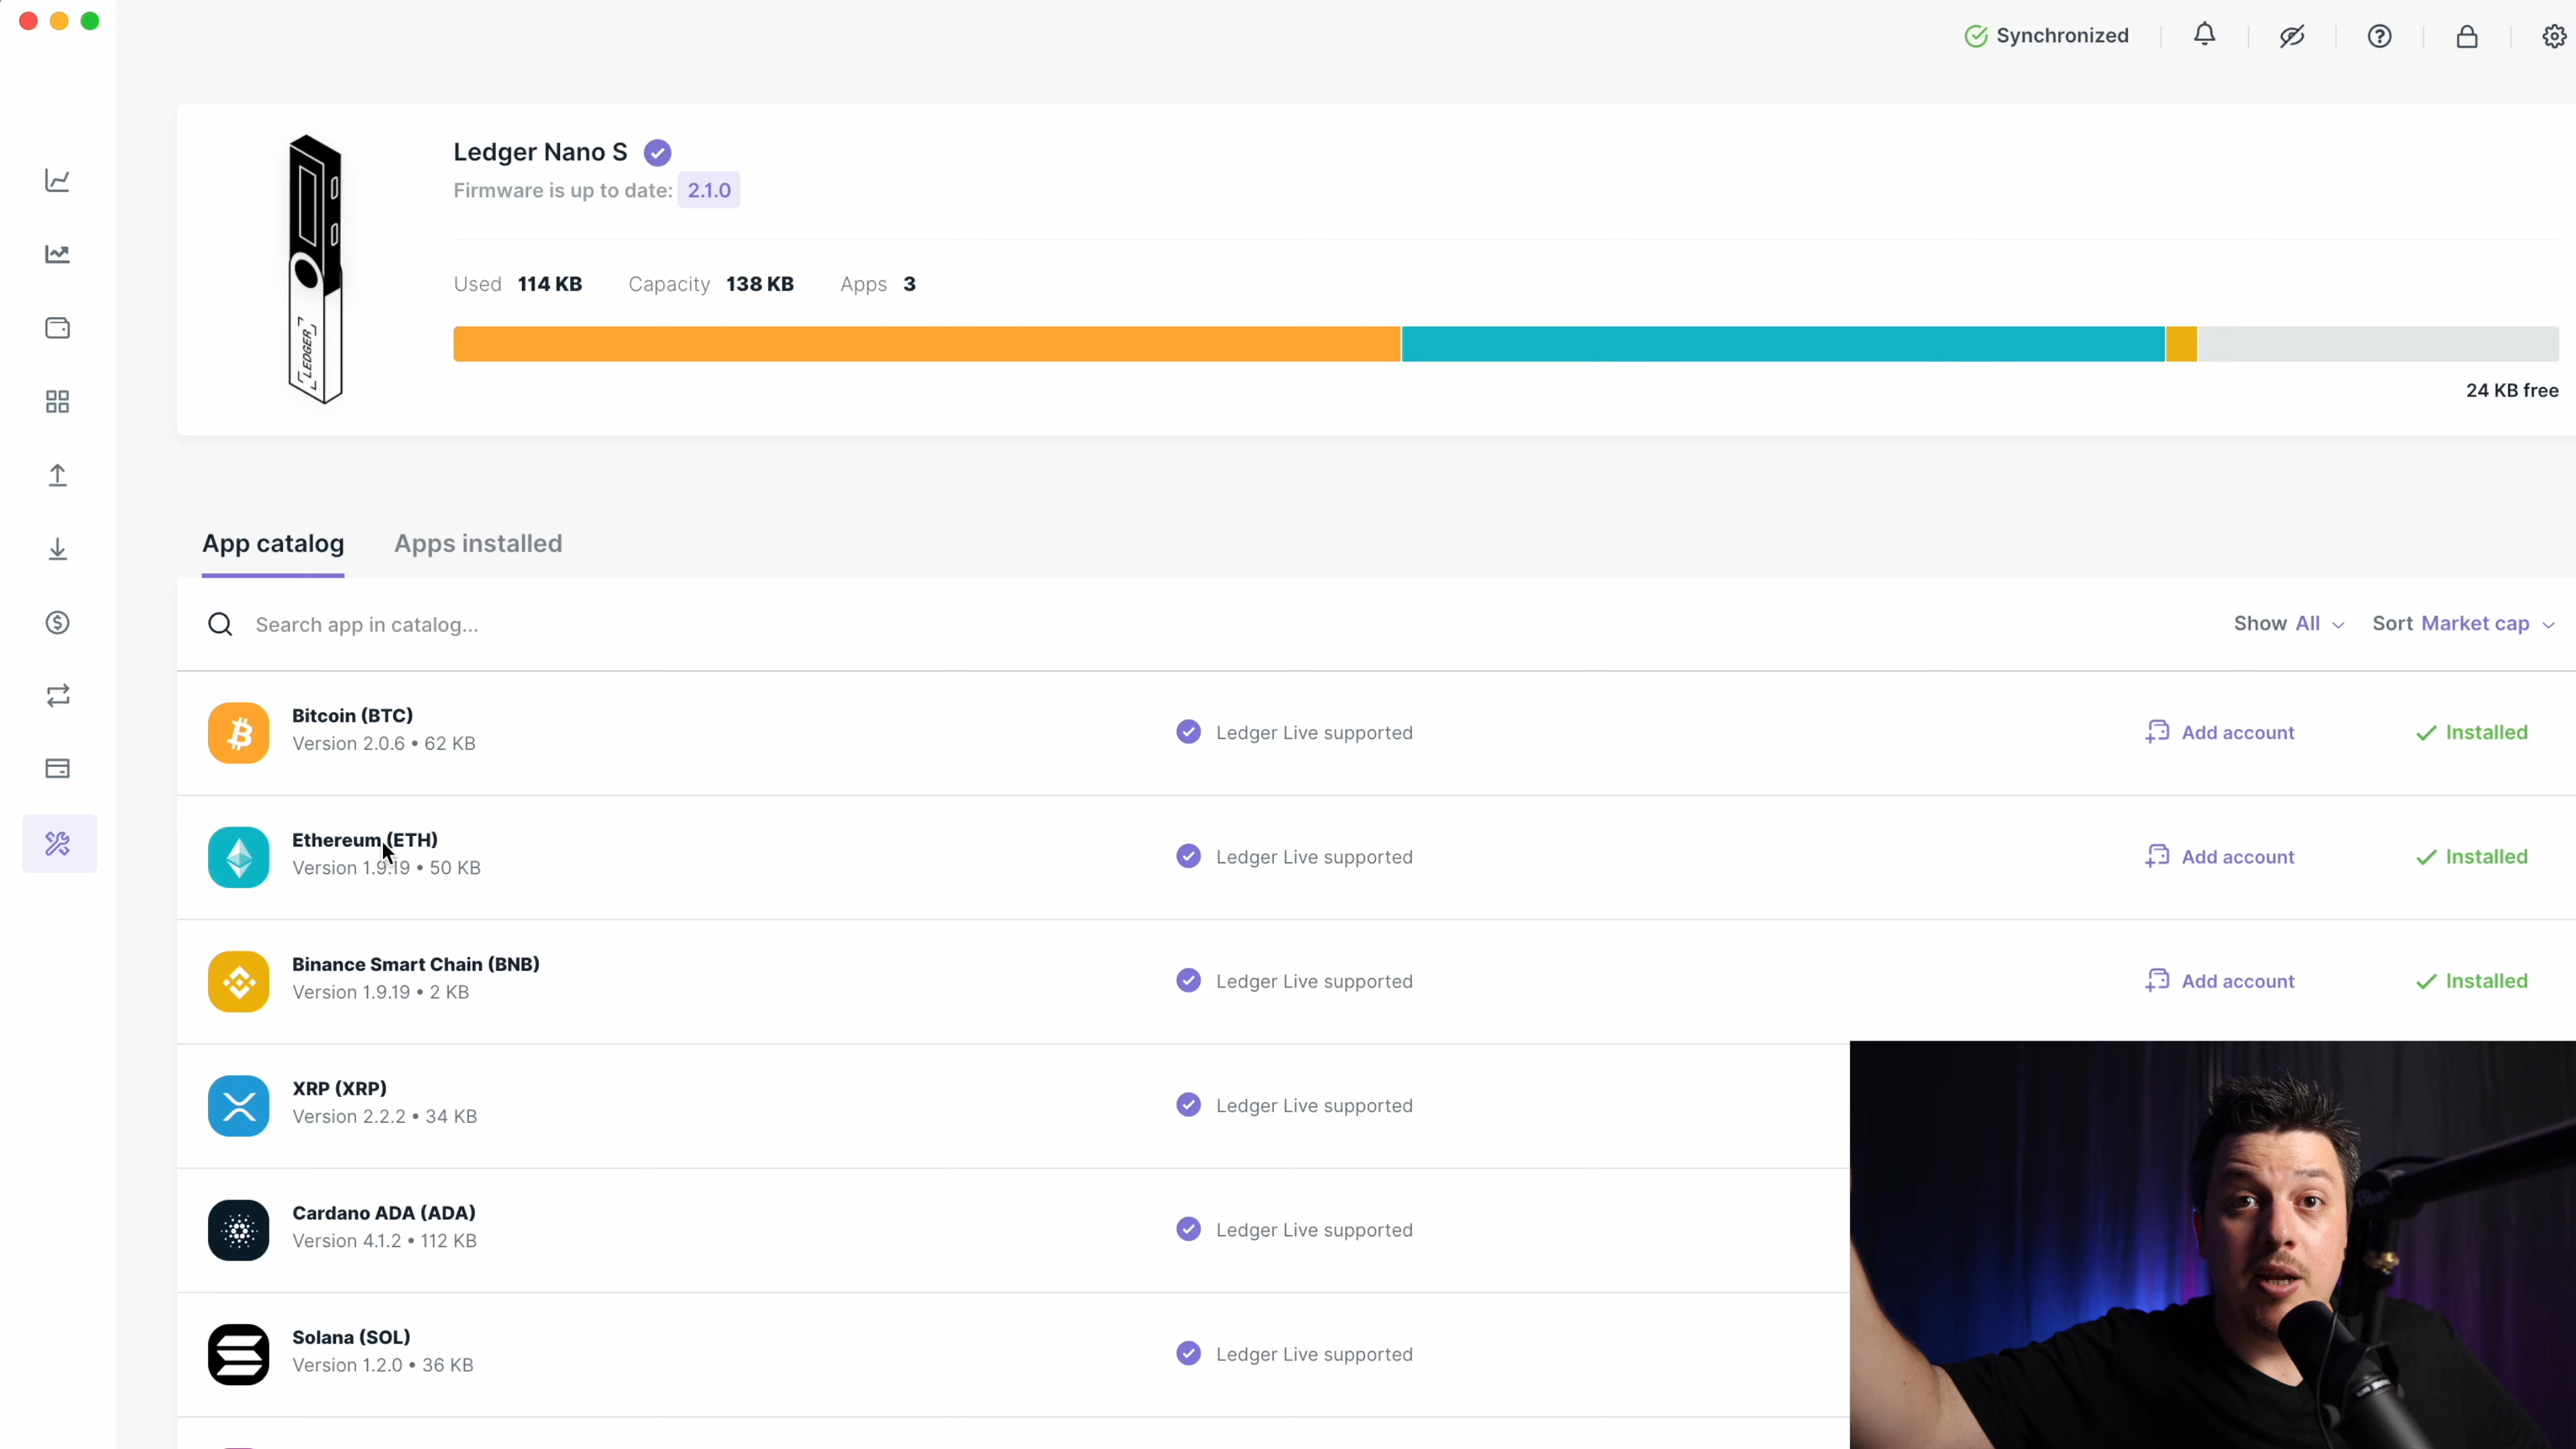 Synchronized
Ledger Nano S
Firmware is up to date: 2.1.0
Used 114 KB Capacity 138 KB Apps 3
LEDGER
24 KB free
App catalog Apps installed
Search app in catalog...
Show All Sort Market cap
Bitcoin (BTC)
Version 2.0.6 • 62 KB
Ledger Live supported
Add account
Installed
Ethereum (ETH)
Version 1.9.19 • 50 KB
Ledger Live supported
Add account
Installed
Binance Smart Chain (BNB)
Version 1.9.19 • 2 KB
Ledger Live supported
Add account
Installed
XRP (XRP)
Version 2.2.2 • 34 KB
Ledger Live supported
Cardano ADA (ADA)
Version 4.1.2 • 112 KB
Ledger Live supported
Solana (SOL)
Version 1.2.0 • 36 KB
Ledger Live supported